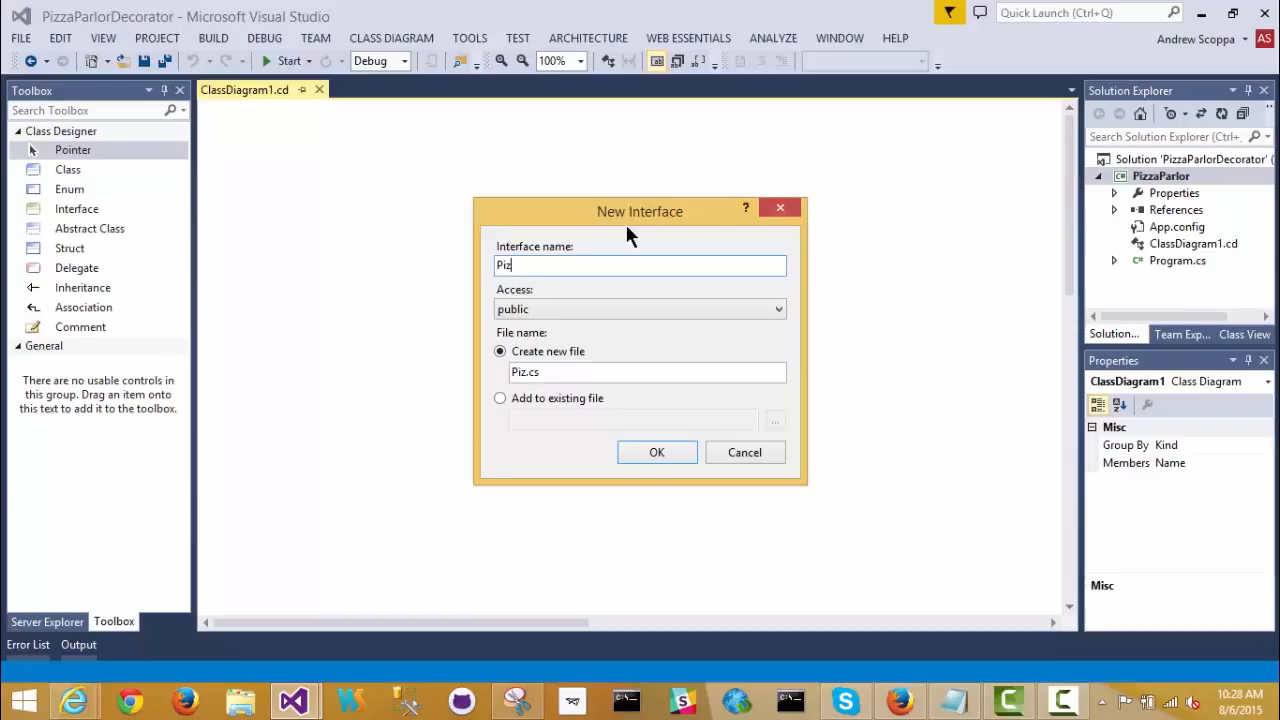 PizzaParlorDecorator - Microsoft Visual Studio
Quick Launch (Ctrl+Q)
FILE EDIT VIEW PROJECT BUILD DEBUG TEAM CLASS DIAGRAM TOOLS TEST ARCHITECTURE WEB ESSENTIALS ANALYZE WINDOW HELP
Andrew Scoppa AS
Start Debug 100%
Toolbox
Search Toolbox
Class Designer
Pointer
Class
Enum
Interface
Abstract Class
Struct
Delegate
Inheritance
Association
Comment
General
There are no usable controls in
this group. Drag an item onto
this text to add it to the toolbox.
Server Explorer Toolbox
Error List Output
ClassDiagram1.cd
New Interface
?
Interface name:
Piz
Access:
public
File name:
Create new file
Piz.cs
Add to existing file
...
OK Cancel
Solution Explorer
Search Solution Explorer (Ctrl+,
Solution 'PizzaParlorDecorator' (
PizzaParlor
Properties
References
App.config
ClassDiagram1.cd
Program.cs
Solution... Team Exp... Class View
Properties
ClassDiagram1 Class Diagram
Misc
Group By Kind
Members Name
Misc
10:28 AM
8/6/2015